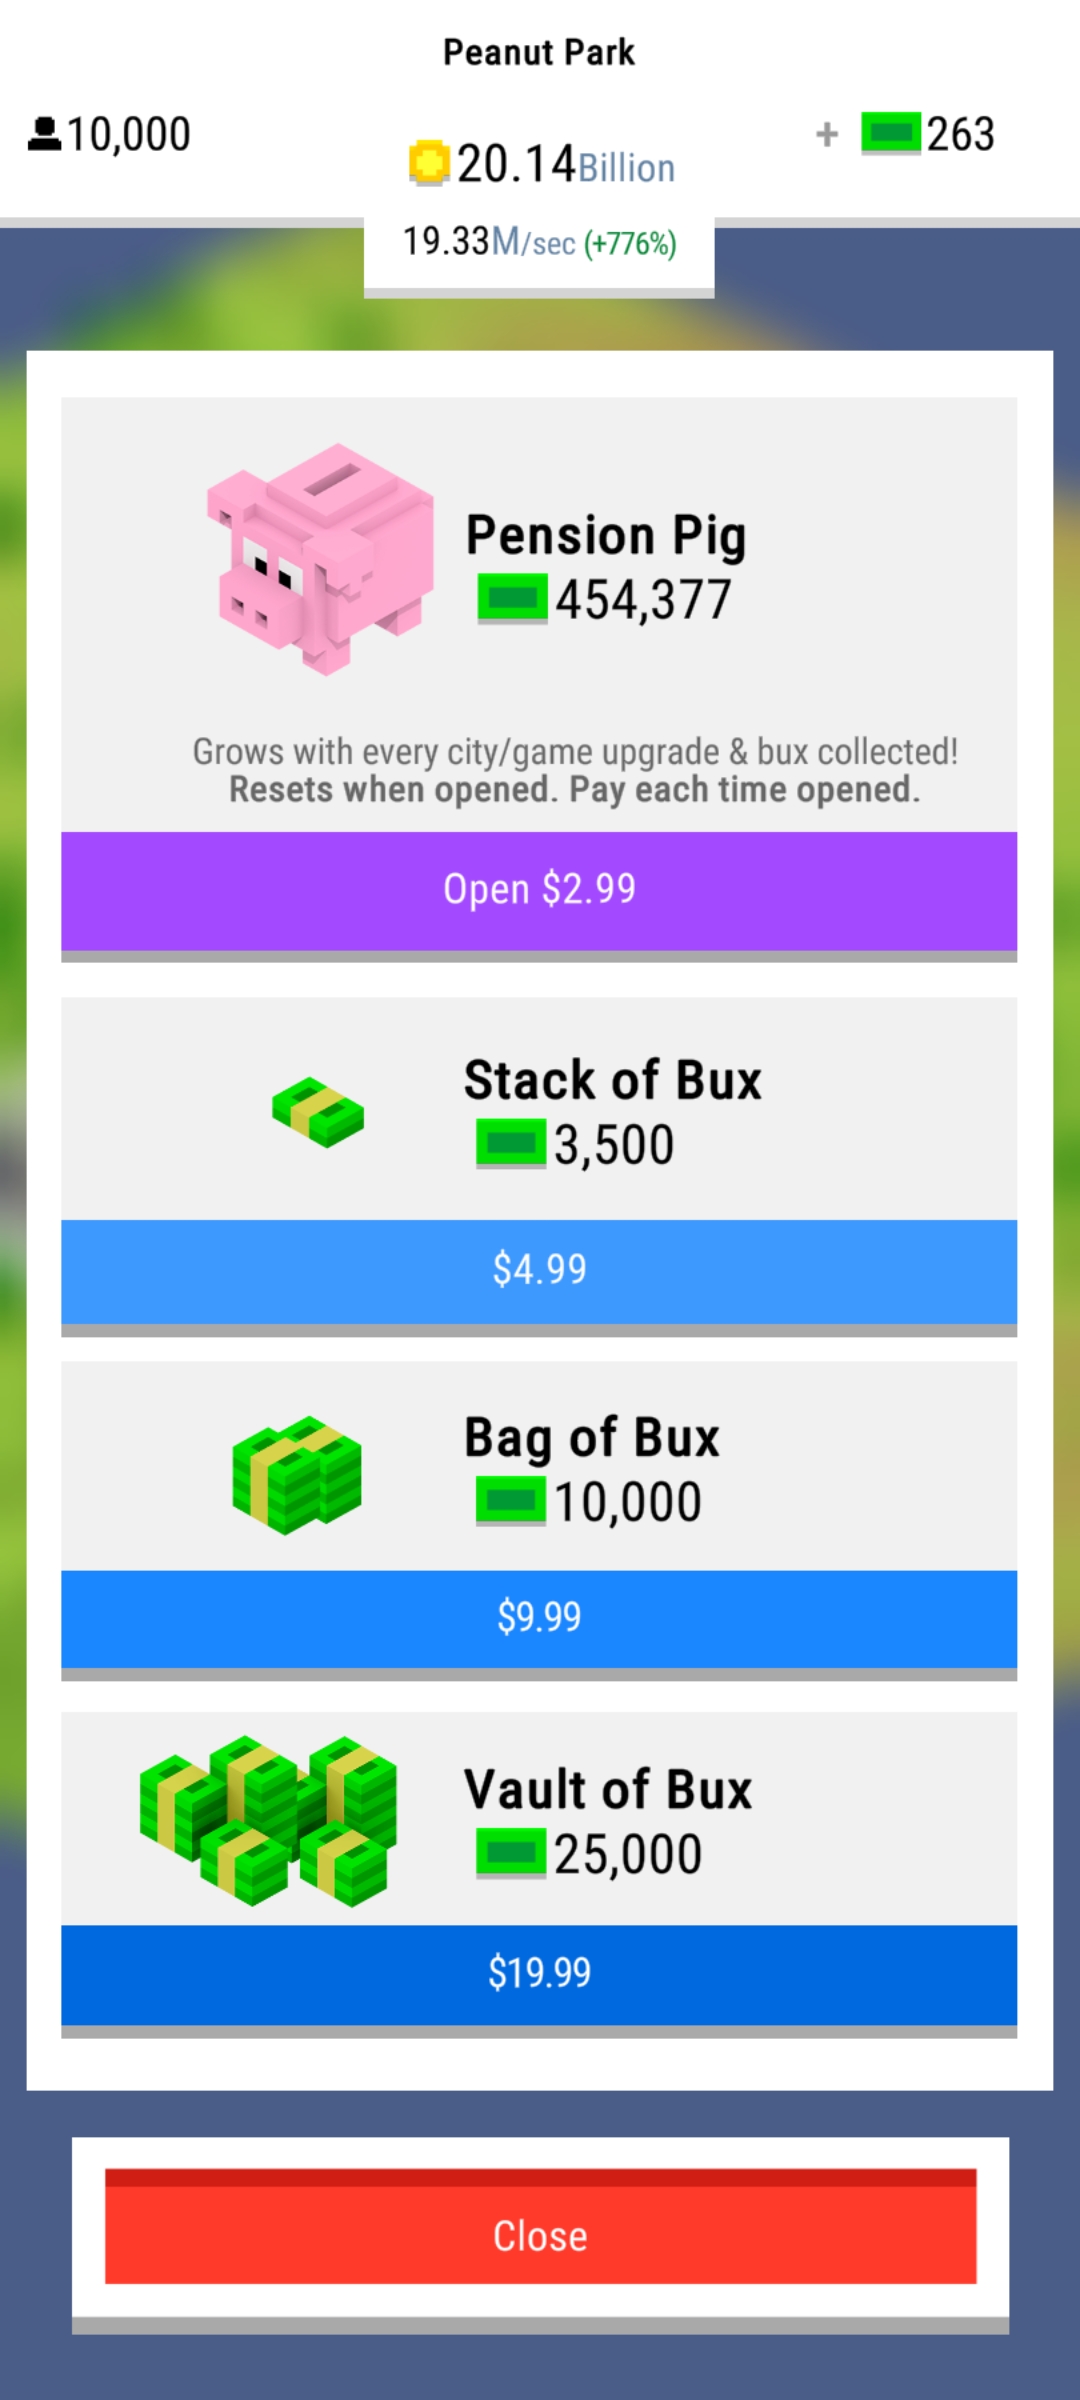 Peanut Park
10,000
20.14Billion
+ 263
19.33M/sec (+776%)
Pension Pig
454,377
Grows with every city/game upgrade & bux collected!
Resets when opened. Pay each time opened.
Open $2.99
Stack of Bux
3,500
$4.99
Bag of Bux
10,000
$9.99
Vault of Bux
25,000
$19.99
Close